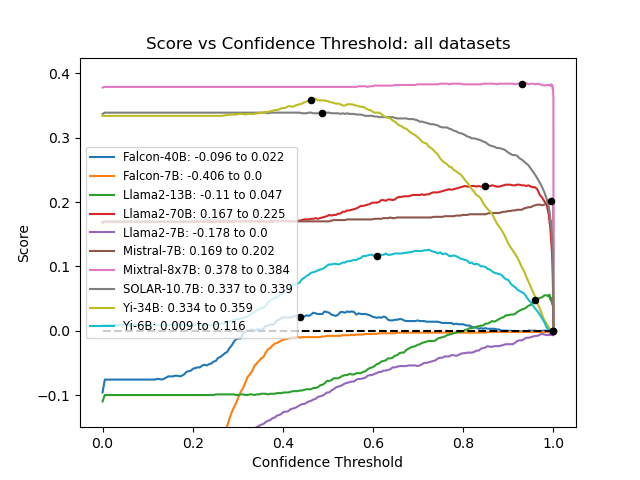 Score vs Confidence Threshold: all datasets
Score
0.4
0.3
0.2
0.1
0.0
−0.1
Falcon-40B: -0.096 to 0.022
Falcon-7B: -0.406 to 0.0
Llama2-13B: -0.11 to 0.047
Llama2-70B: 0.167 to 0.225
Llama2-7B: -0.178 to 0.0
Mistral-7B: 0.169 to 0.202
Mixtral-8x7B: 0.378 to 0.384
SOLAR-10.7B: 0.337 to 0.339
Yi-34B: 0.334 to 0.359
Yi-6B: 0.009 to 0.116
0.0 0.2 0.4 0.6 0.8 1.0
Confidence Threshold